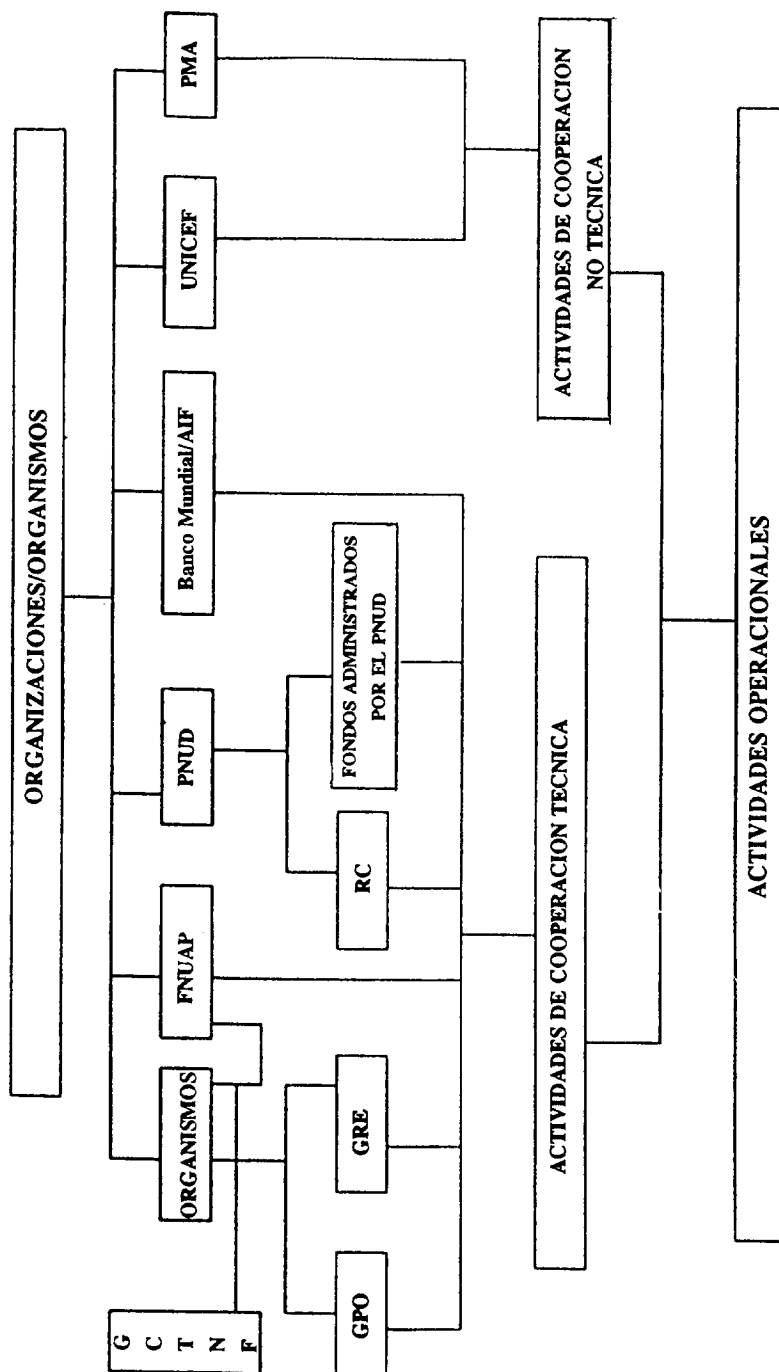 ORGANIZACIONES/ORGANISMOS
G
C
T
N
F
ORGANISMOS
FNUAP
PNUD
Banco Mundial/AIF
UNICEF
PMA
GPO
GRE
RC
FONDOS ADMINISTRADOS
POR EL PNUD
ACTIVIDADES DE COOPERACION TECNICA
ACTIVIDADES DE COOPERACION
NO TECNICA
ACTIVIDADES OPERACIONALES